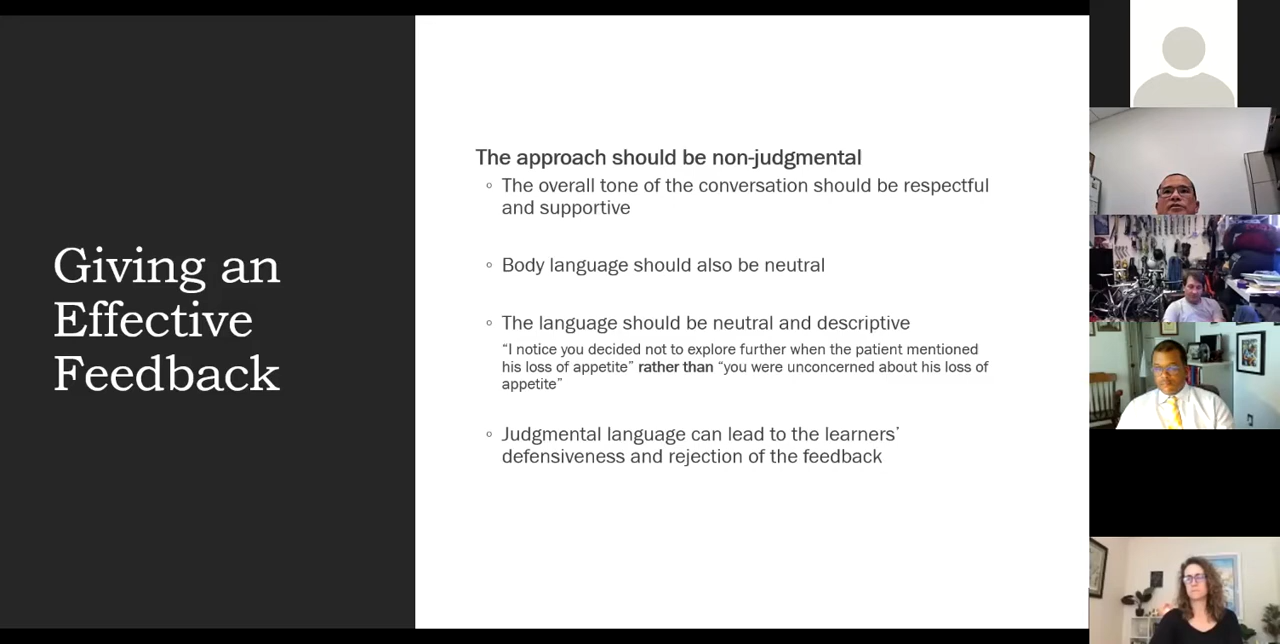 Giving an
Effective
Feedback
The approach should be non-judgmental
◦ The overall tone of the conversation should be respectful
and supportive
◦ Body language should also be neutral
◦ The language should be neutral and descriptive
“I notice you decided not to explore further when the patient mentioned
his loss of appetite” rather than “you were unconcerned about his loss of
appetite”
◦ Judgmental language can lead to the learners’
defensiveness and rejection of the feedback